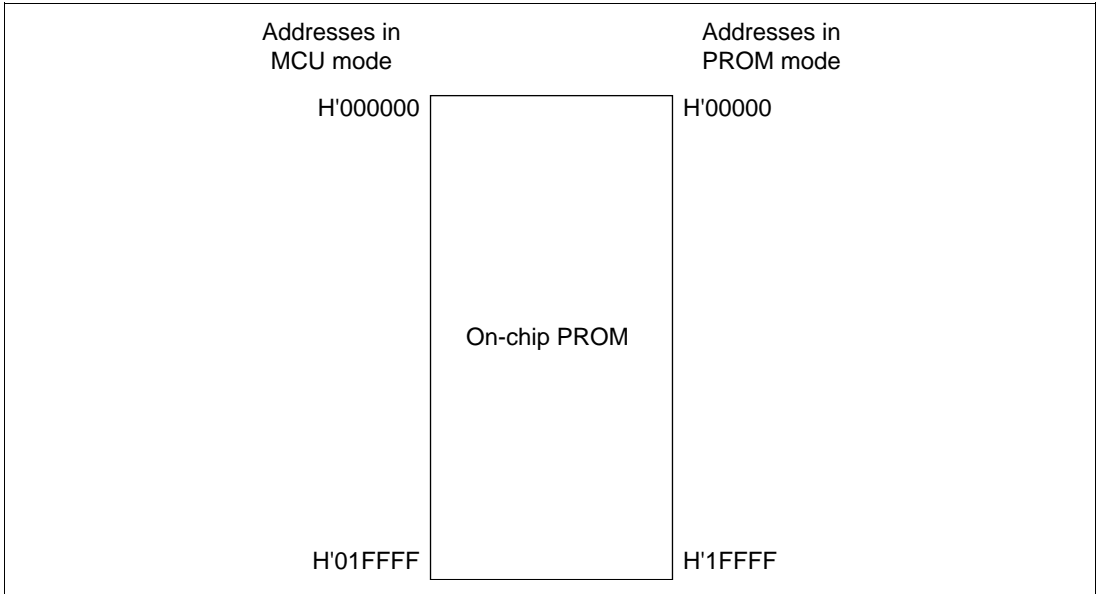 Addresses in
MCU mode
Addresses in
PROM mode
H'000000
H'00000
On-chip PROM
H'01FFFF
H'1FFFF